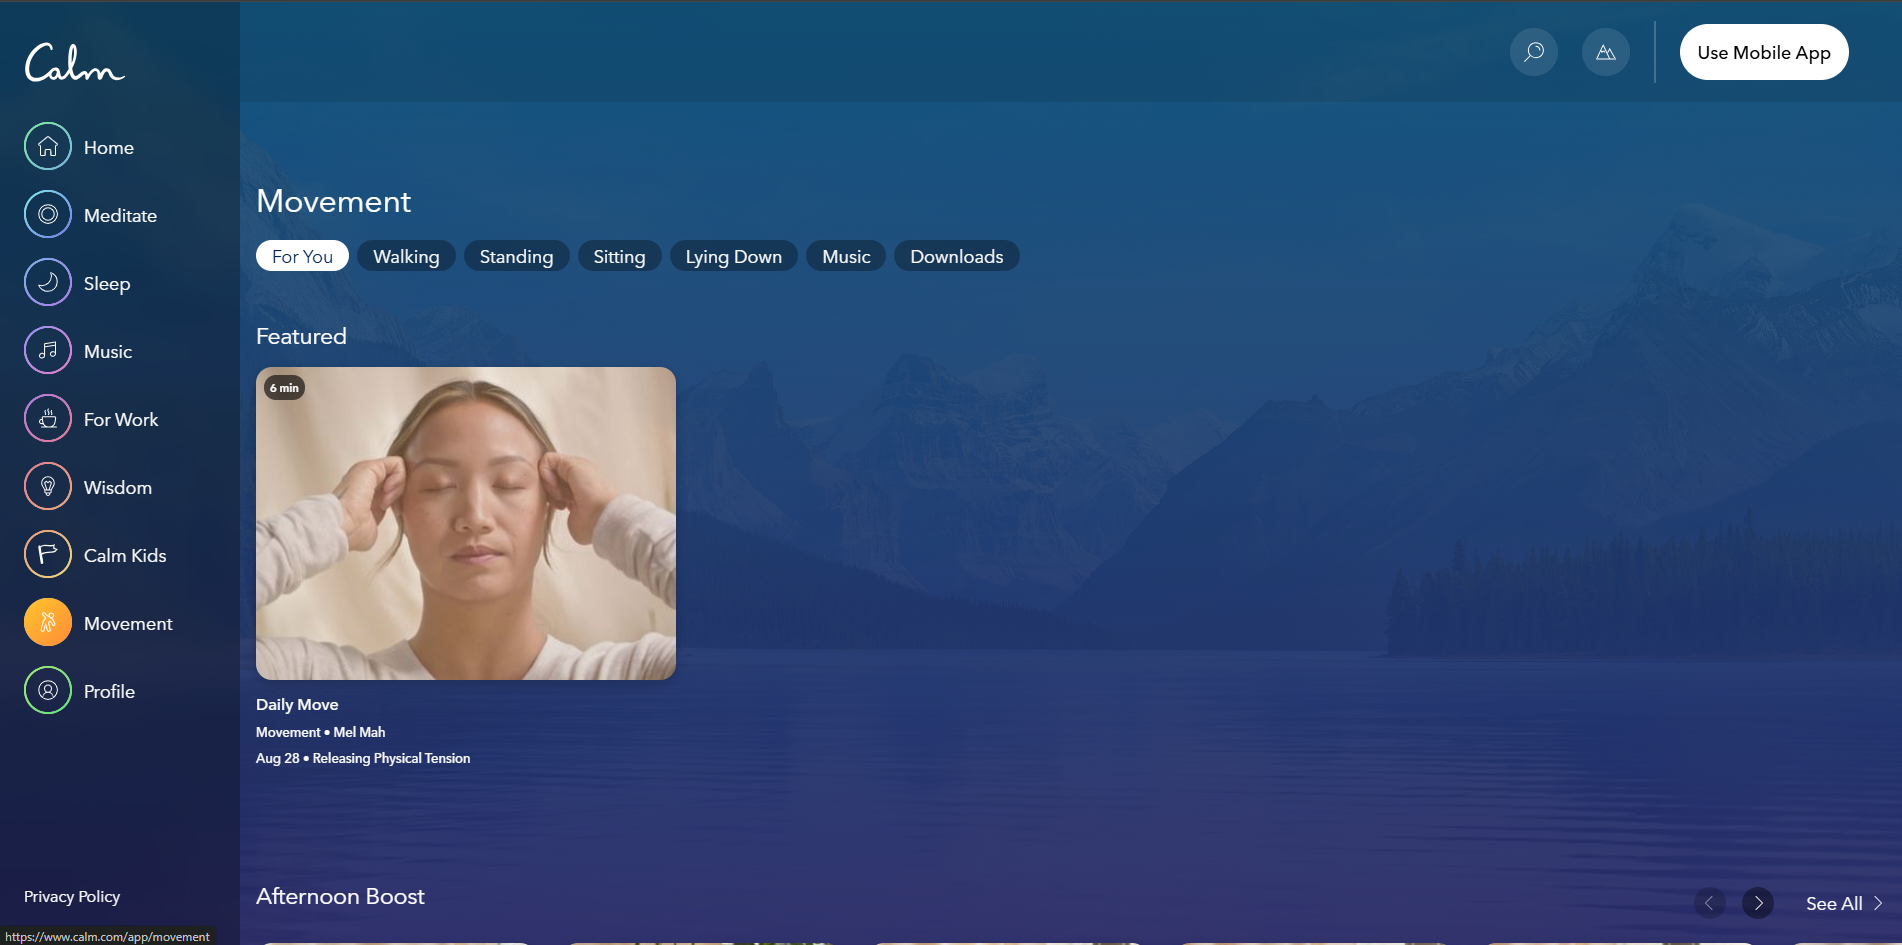 Calm
Home
Meditate
Sleep
Music
For Work
Wisdom
Calm Kids
Movement
Profile
Privacy Policy
https://www.calm.com/app/movement
Use Mobile App
Movement
For You Walking Standing Sitting Lying Down Music Downloads
Featured
6 min
Daily Move
Movement • Mel Mah
Aug 28 • Releasing Physical Tension
Afternoon Boost
See All